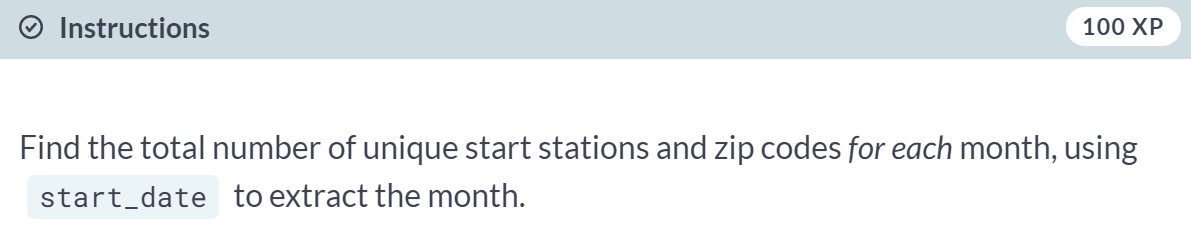 Instructions
100 XP
Find the total number of unique start stations and zip codes for each month, using
start_date to extract the month.